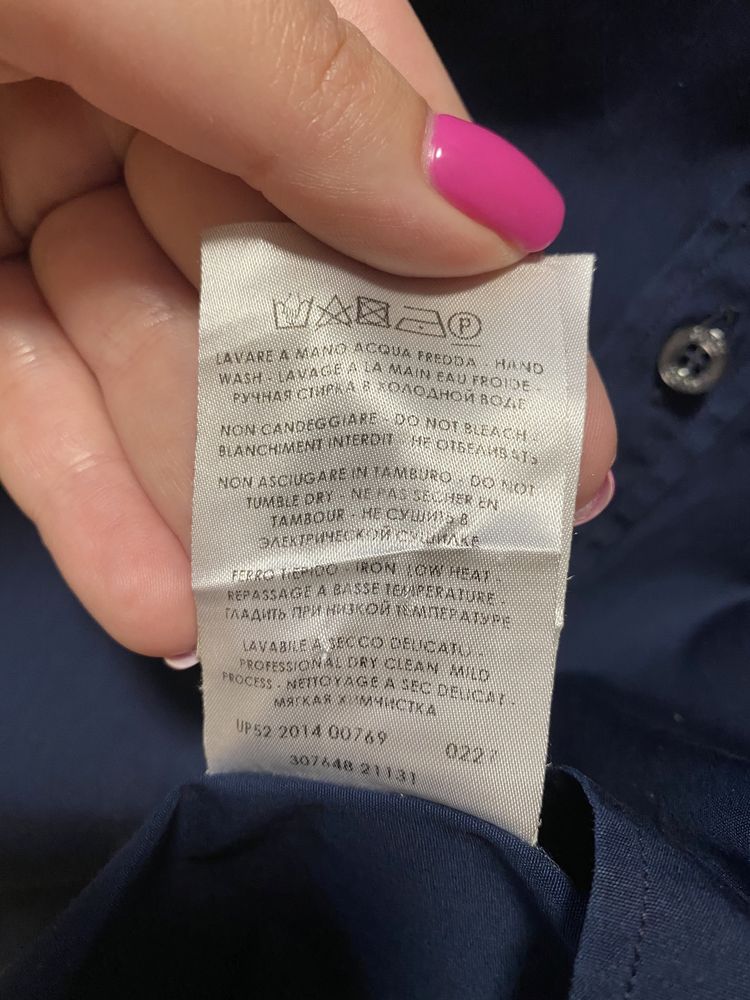 P
LAVARE A MANO ACQUA FREDDA - HAND
WASH - LAVAGE A LA MAIN EAU FROIDE -
РУЧНАЯ СТИРКА В ХОЛОДНОЙ ВОДЕ
NON CANDEGGIARE - DO NOT BLEACH -
BLANCHIMENT INTERDIT - НЕ ОТБЕЛИВАТЬ
NON ASCIUGARE IN TAMBURO - DO NOT
TUMBLE DRY - NE PAS SECHER EN
TAMBOUR - НЕ СУШИТЬ В
ЭЛЕКТРИЧЕСКОЙ СУШИЛКЕ
FERRO TIEPIDO - IRON LOW HEAT -
REPASSAGE A BASSE TEMPERATURE -
ГЛАДИТЬ ПРИ НИЗКОЙ ТЕМПЕРАТУРЕ
LAVABILE A SECCO DELICATO -
PROFESSIONAL DRY CLEAN MILD
PROCESS - NETTOYAGE A SEC DELICAT -
МЯГКАЯ ХИМЧИСТКА
UP52 2014 00769 0227
307648 21131